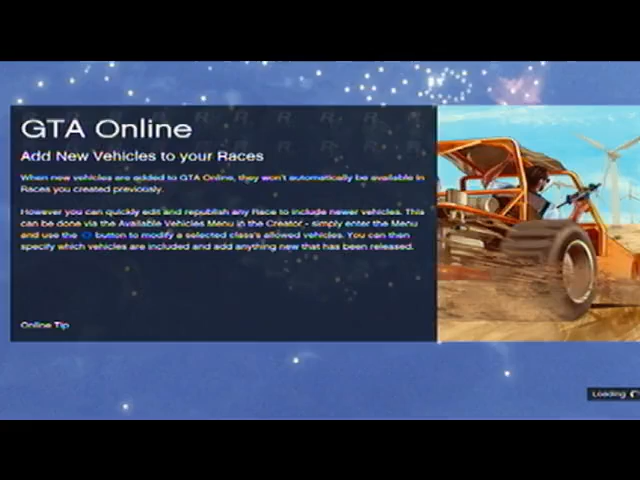 GTA Online
Add New Vehicles to your Races
When new vehicles are added to GTA Online, they won't automatically be available in
Races you created previously.
However you can quickly edit and republish any Race to include newer vehicles. This
can be done via the Available Vehicles Menu in the Creator - simply enter the Menu
and use the button to modify a selected class's allowed vehicles. You can then
specify which vehicles are included and add anything new that has been released.
Online Tip
Loading